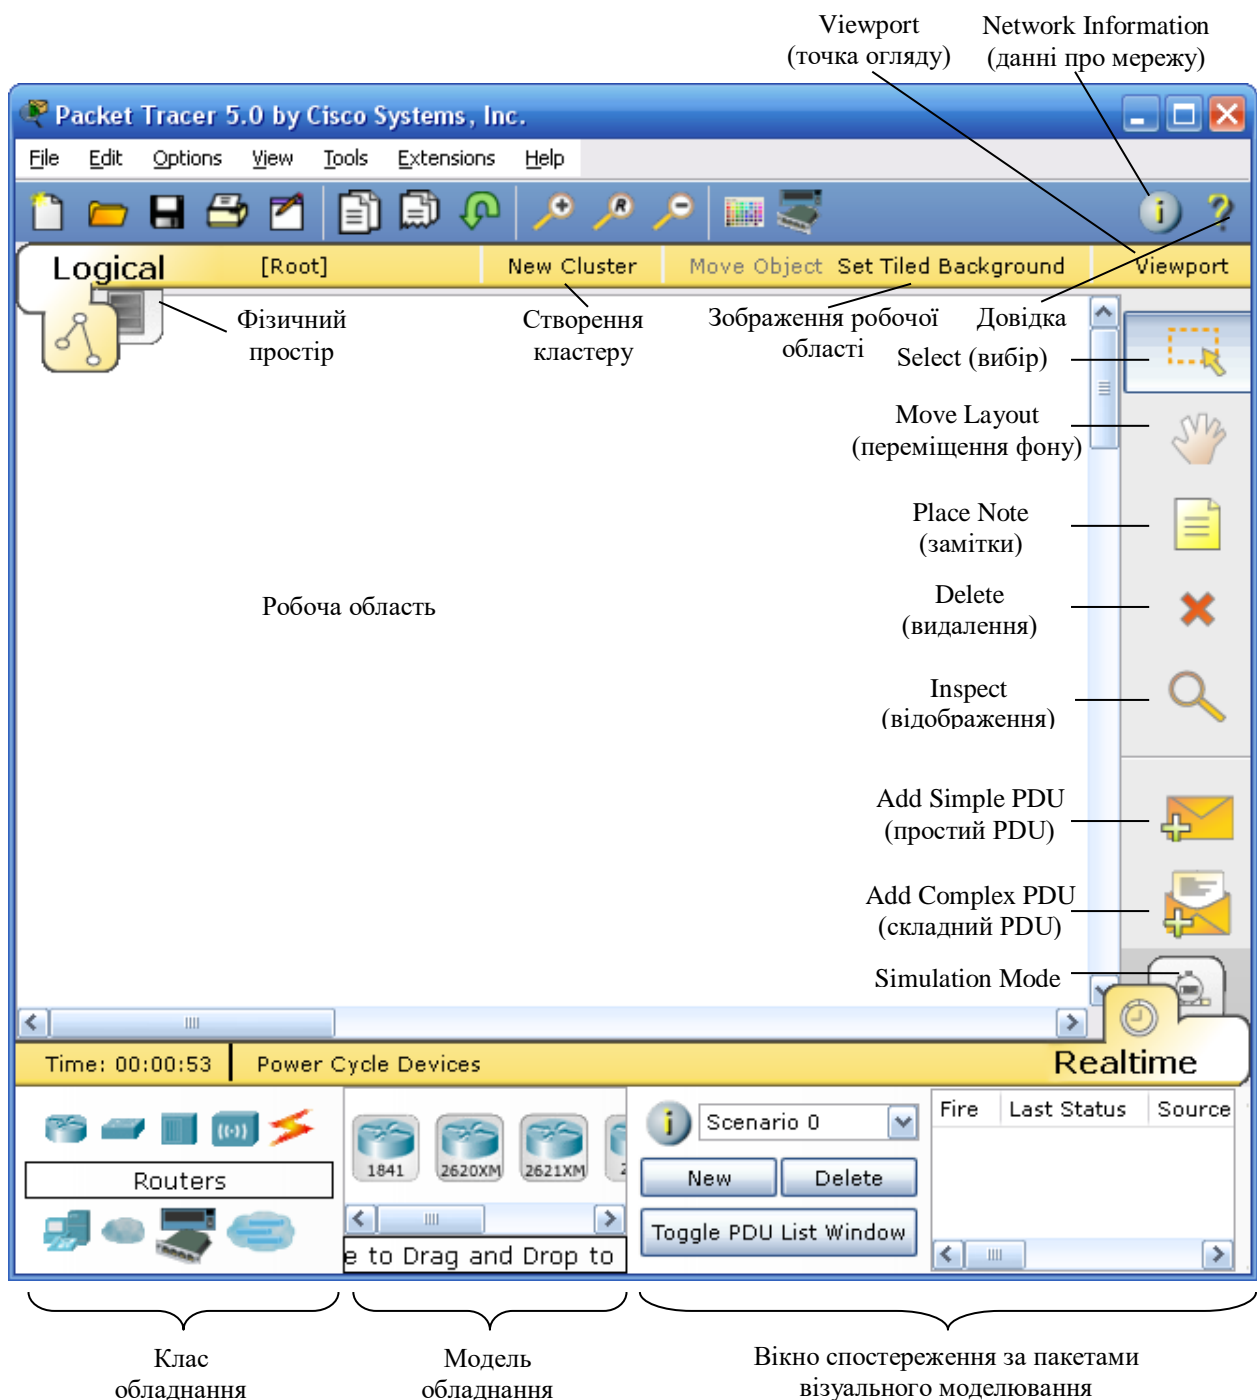 Viewport
(точка огляду)
Network Information
(данні про мережу)
Packet Tracer 5.0 by Cisco Systems, Inc.
File Edit Options View Tools Extensions Help
R
i ?
Logical [Root] New Cluster Move Object Set Tiled Background Viewport
Фізичний
простір
Створення
кластеру
Зображення робочої
області
Довідка
Select (вибір)
Move Layout
(переміщення фону)
Place Note
(замітки)
Робоча область
Delete
(видалення)
Inspect
(відображення)
Add Simple PDU
(простий PDU)
Add Complex PDU
(складний PDU)
Simulation Mode
Time: 00:00:53 Power Cycle Devices Realtime
Routers
1841 2620XM 2621XM 2
e to Drag and Drop to
i Scenario 0
New Delete
Toggle PDU List Window
Fire Last Status Source
Клас
обладнання
Модель
обладнання
Вікно спостереження за пакетами
візуального моделювання